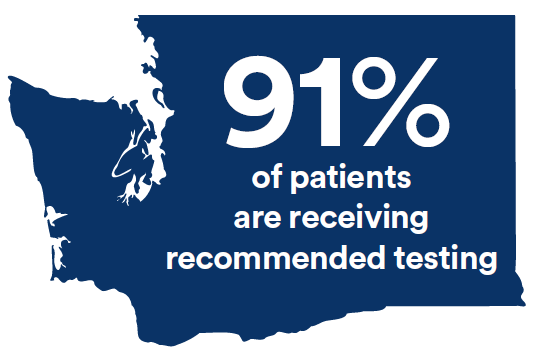 91%
of patients
are receiving
recommended testing